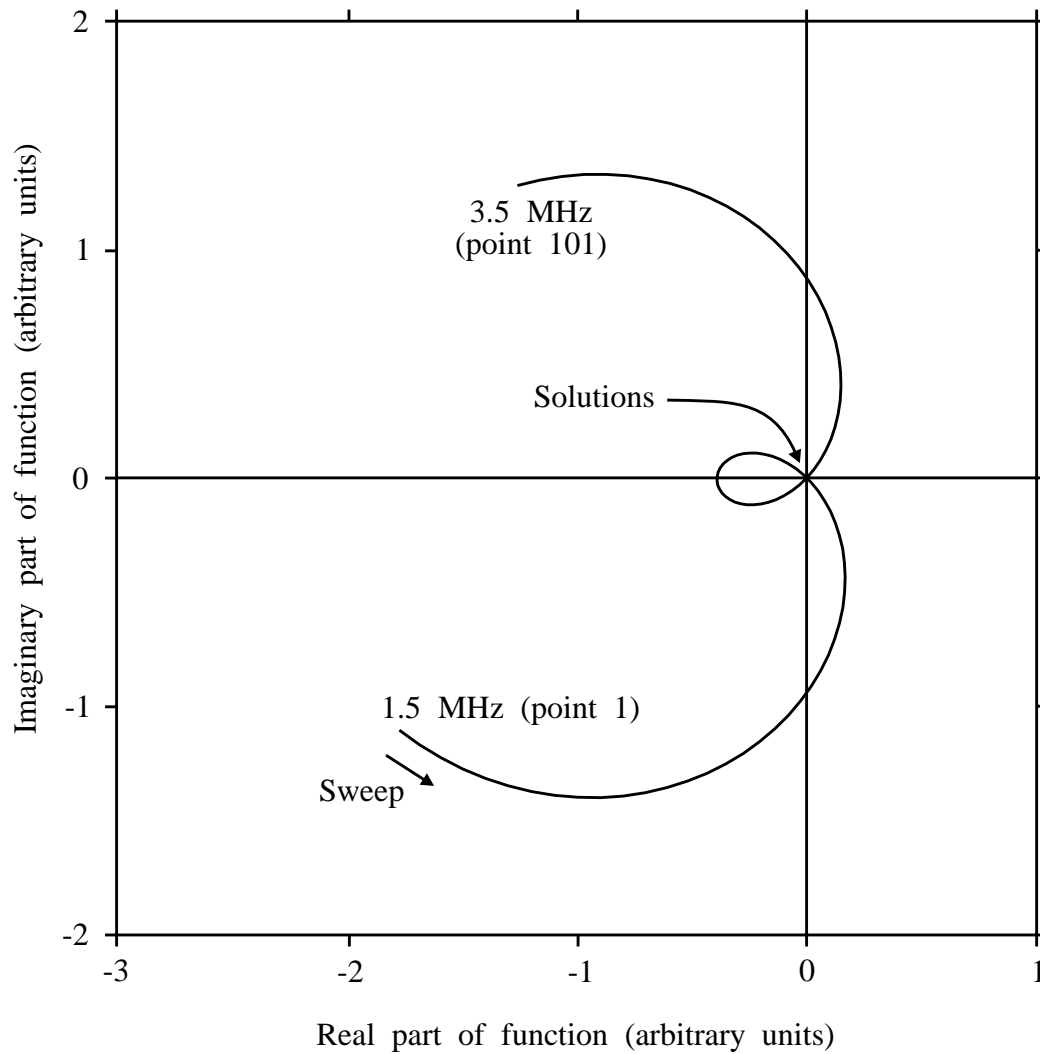 2
1
0
-1
-2
Imaginary part of function (arbitrary units)
3.5 MHz
(point 101)
Solutions
1.5 MHz (point 1)
Sweep
-3 -2 -1 0 1
Real part of function (arbitrary units)